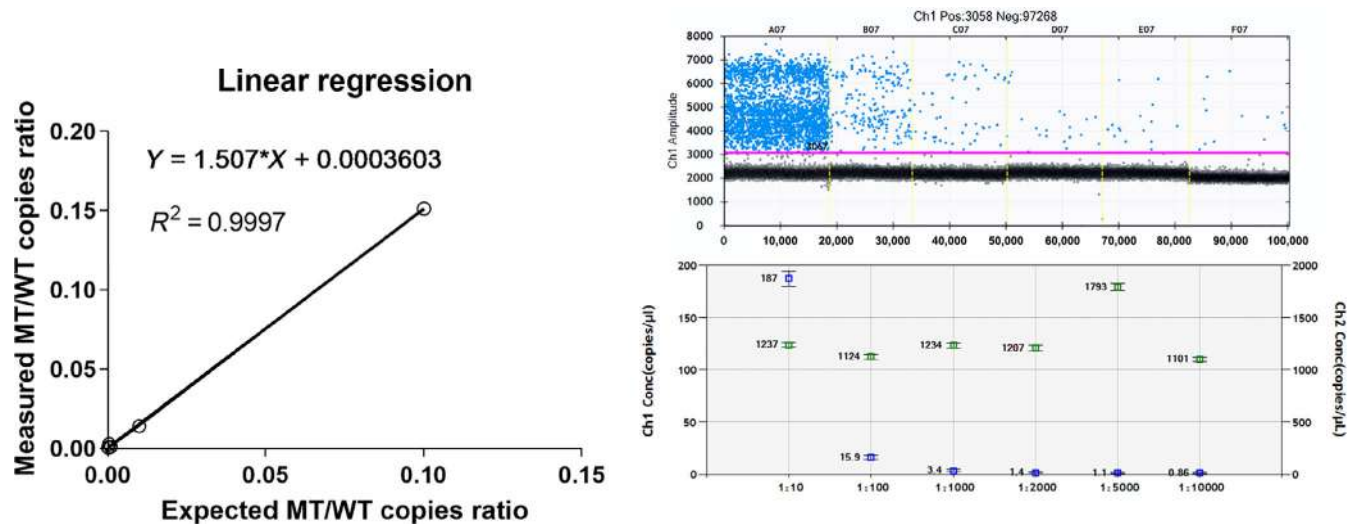 Linear regression
Y = 1.507*X + 0.0003603
R² = 0.9997
Measured MT/WT copies ratio
0.20
0.15
0.10
0.05
0.00
0.00 0.05 0.10 0.15
Expected MT/WT copies ratio
Ch1 Pos:3058 Neg:97268
A07 B07 C07 D07 E07 F07
Ch1 Amplitude
8000
7000
6000
5000
4000
3000
2000
1000
0
3067
0 10,000 20,000 30,000 40,000 50,000 60,000 70,000 80,000 90,000 100,000
Ch1 Conc(copies/µl)
200
150
100
50
0
187
1237
1124
1234
1207
1793
1101
15.9
3.4
1.4
1.1
0.86
2000
1500
1000
500
0
Ch2 Conc(copies/µL)
1:10 1:100 1:1000 1:2000 1:5000 1:10000